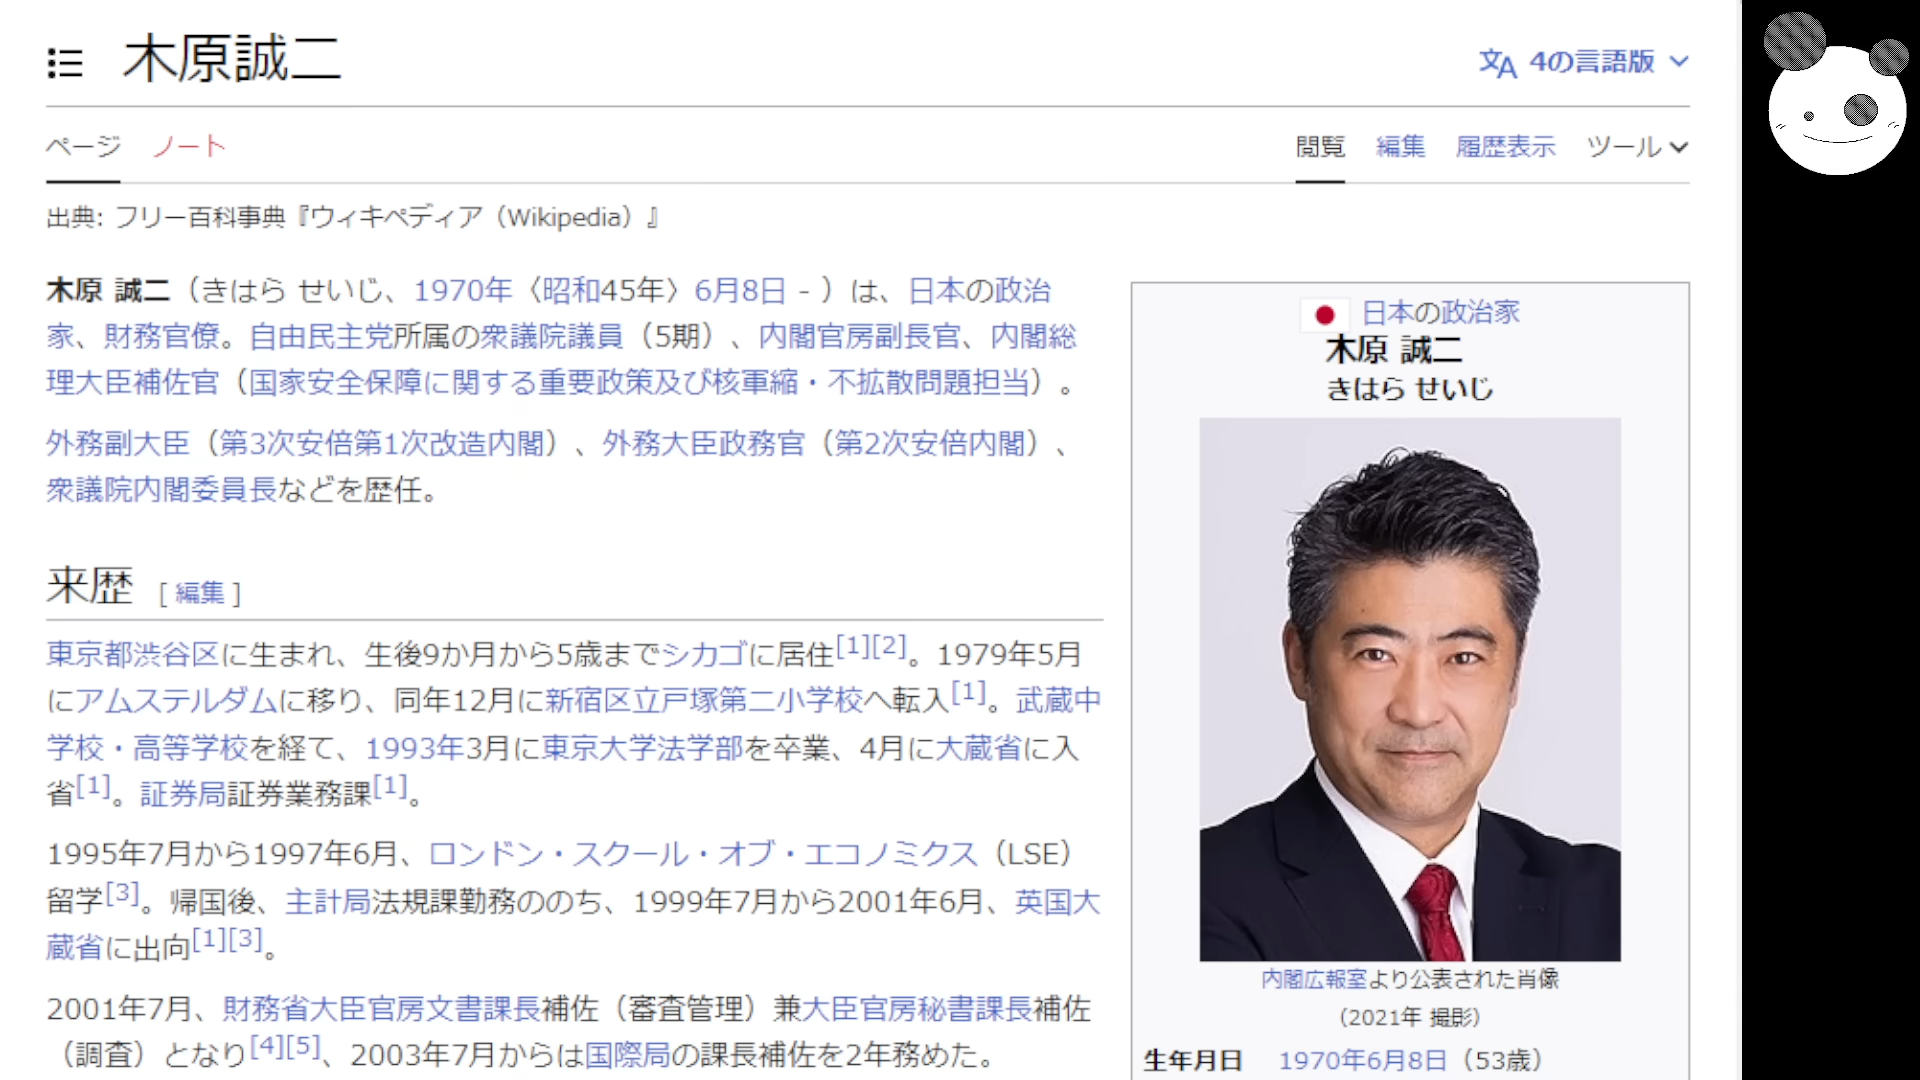 木原誠二
4の言語版
ページ ノート
閲覧 編集 履歴表示 ツール
出典: フリー百科事典『ウィキペディア（Wikipedia）』
木原 誠二（きはら せいじ、1970年〈昭和45年〉6月8日 - ）は、日本の政治
家、財務官僚。自由民主党所属の衆議院議員（5期）、内閣官房副長官、内閣総
理大臣補佐官（国家安全保障に関する重要政策及び核軍縮・不拡散問題担当）。
外務副大臣（第3次安倍第1次改造内閣）、外務大臣政務官（第2次安倍内閣）、
衆議院内閣委員長などを歴任。
来歴 [ 編集 ]
東京都渋谷区に生まれ、生後9か月から5歳までシカゴに居住[1][2]。1979年5月
にアムステルダムに移り、同年12月に新宿区立戸塚第二小学校へ転入[1]。武蔵中
学校・高等学校を経て、1993年3月に東京大学法学部を卒業、4月に大蔵省に入
省[1]。証券局証券業務課[1]。
1995年7月から1997年6月、ロンドン・スクール・オブ・エコノミクス（LSE）
留学[3]。帰国後、主計局法規課勤務ののち、1999年7月から2001年6月、英国大
蔵省に出向[1][3]。
2001年7月、財務省大臣官房文書課長補佐（審査管理）兼大臣官房秘書課長補佐
（調査）となり[4][5]、2003年7月からは国際局の課長補佐を2年務めた。
日本の政治家
木原 誠二
きはら せいじ
内閣広報室より公表された肖像
（2021年 撮影）
生年月日 1970年6月8日（53歳）